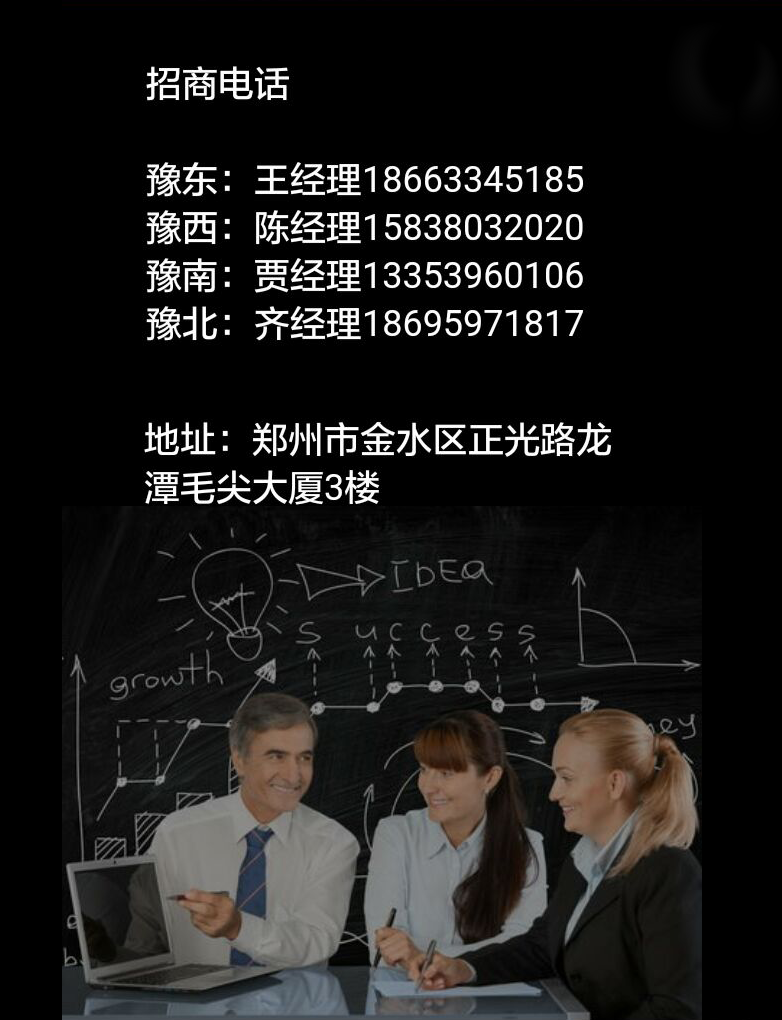 招商电话
豫东：王经理18663345185
豫西：陈经理15838032020
豫南：贾经理13353960106
豫北：齐经理18695971817
地址：郑州市金水区正光路龙
潭毛尖大厦3楼
IDEA
success
growth